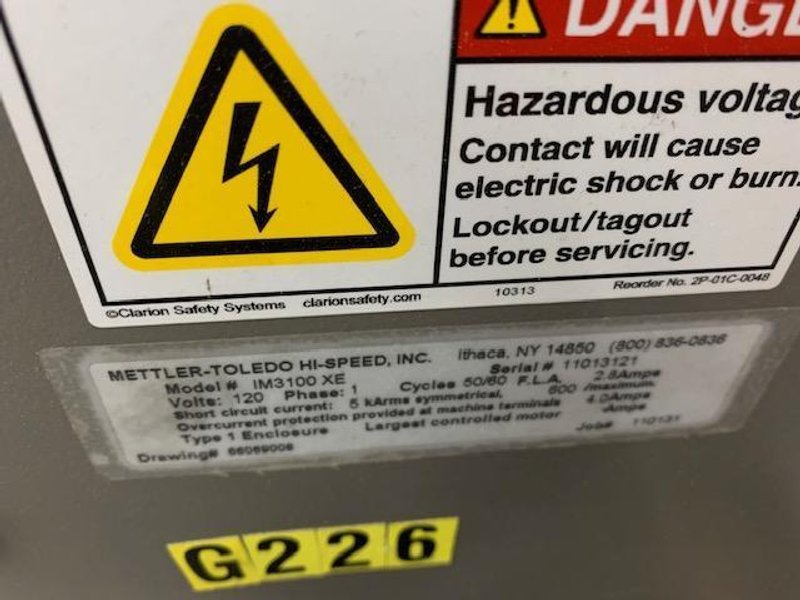 DANGE
Hazardous voltag
Contact will cause
electric shock or burn.
Lockout/tagout
before servicing.
©Clarion Safety Systems clarionsafety.com 10313 Reorder No. 2P-01C-0048
METTLER-TOLEDO HI-SPEED, INC. Ithaca, NY 14850 (800) 836-0836
Model # IM3100 XE Serial # 11013121
Volts: 120 Phase: 1 Cycles 50/60 F.L.A. 2.8Amps
Short circuit current: 5 kArms symmetrical, 600 /maximum.
Overcurrent protection provided at machine terminals 4.0Amps
Type 1 Enclosure Largest controlled motor -Amps
Drawing# 66069008 Job# 110131
G226